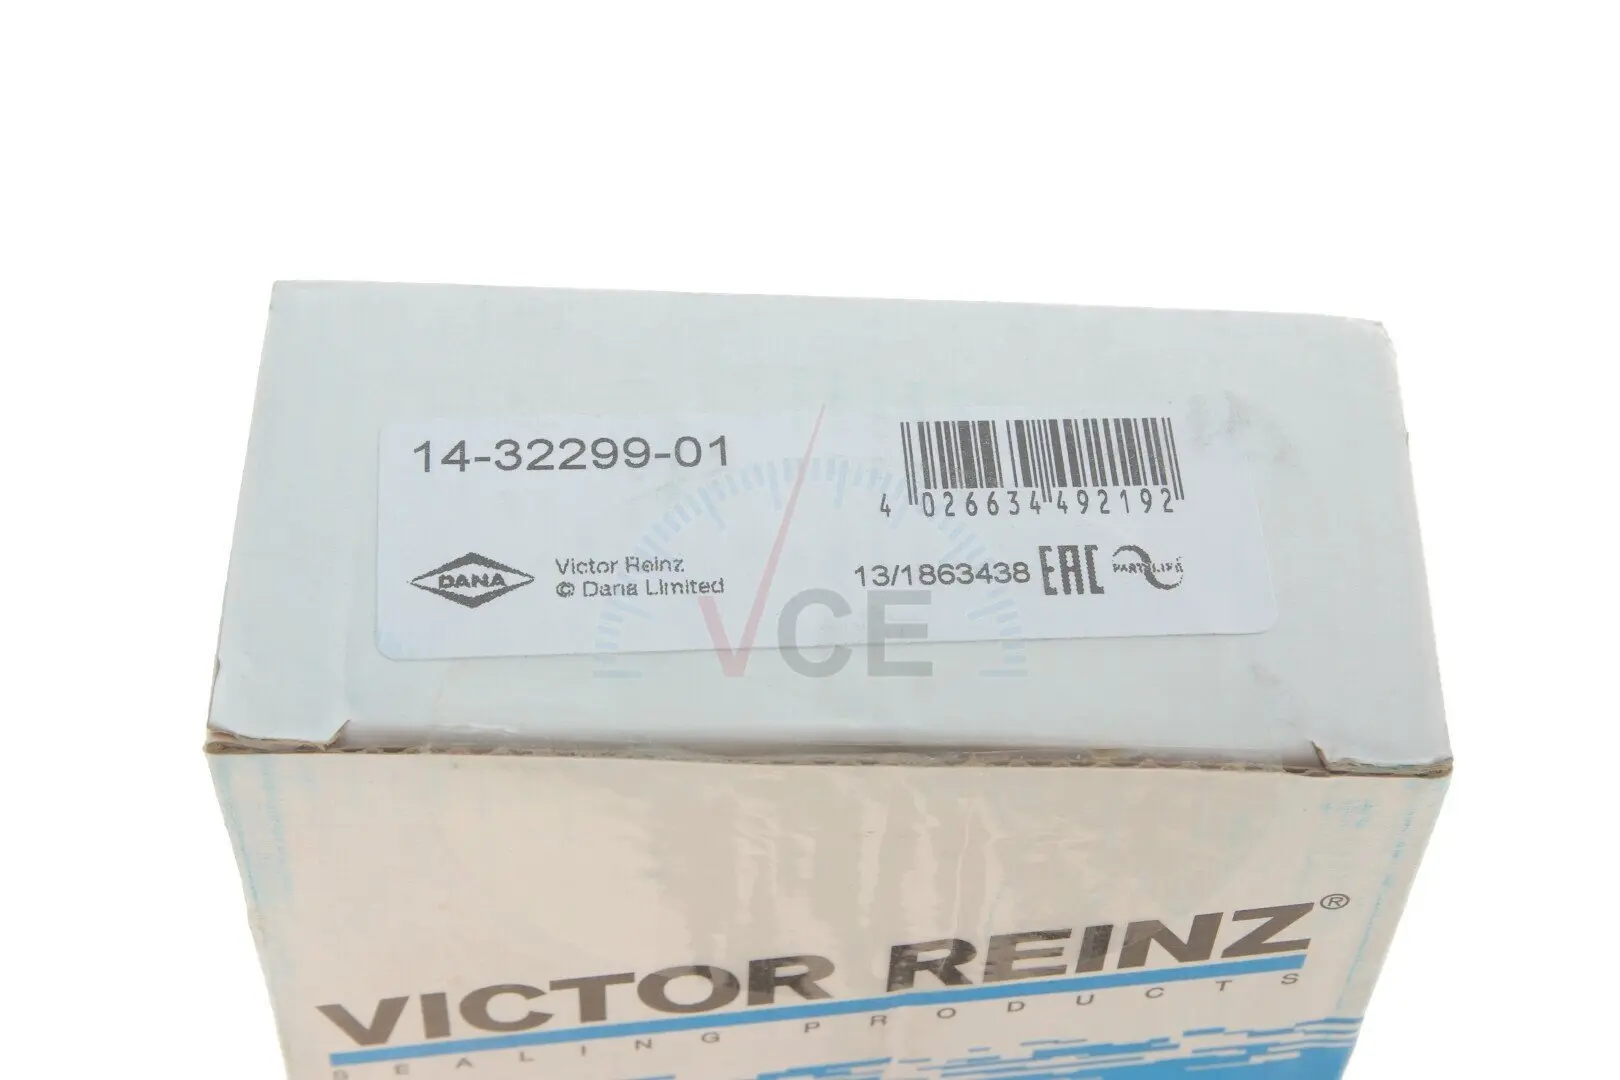 14-32299-01
4 026634 492192
DANA
Victor Reinz
© Dana Limited
13/1863438 EAC PARTSLIFE
VCE
VICTOR REINZ®
SEALING PRODUCTS